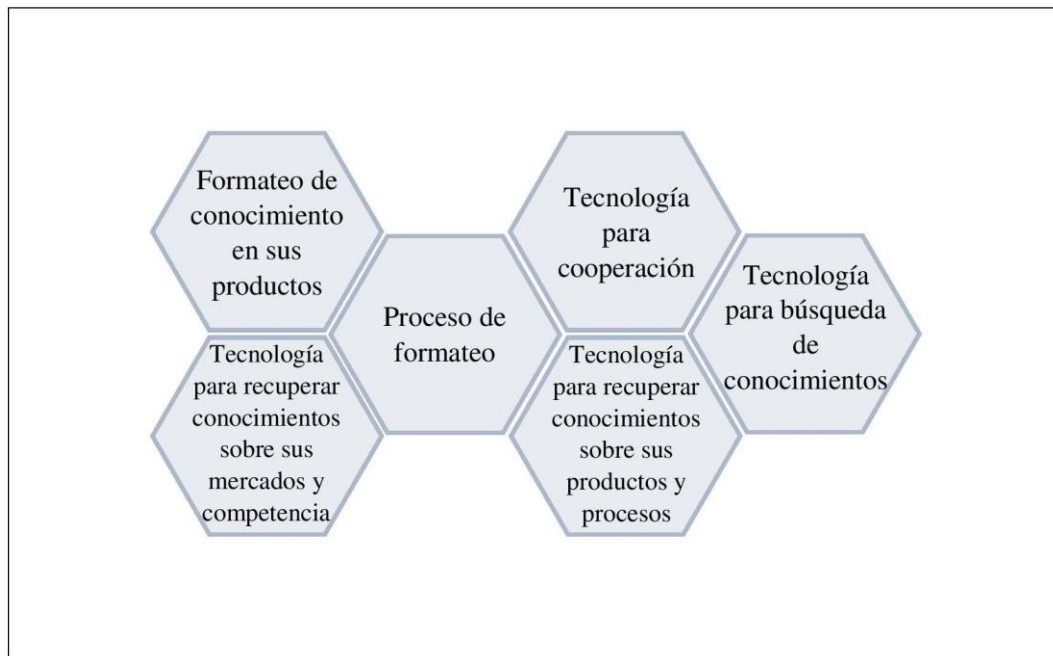 Formateo de
conocimiento
en sus
productos
Tecnología
para recuperar
conocimientos
sobre sus
mercados y
competencia
Proceso de
formateo
Tecnología
para
cooperación
Tecnología
para recuperar
conocimientos
sobre sus
productos y
procesos
Tecnología
para búsqueda
de
conocimientos